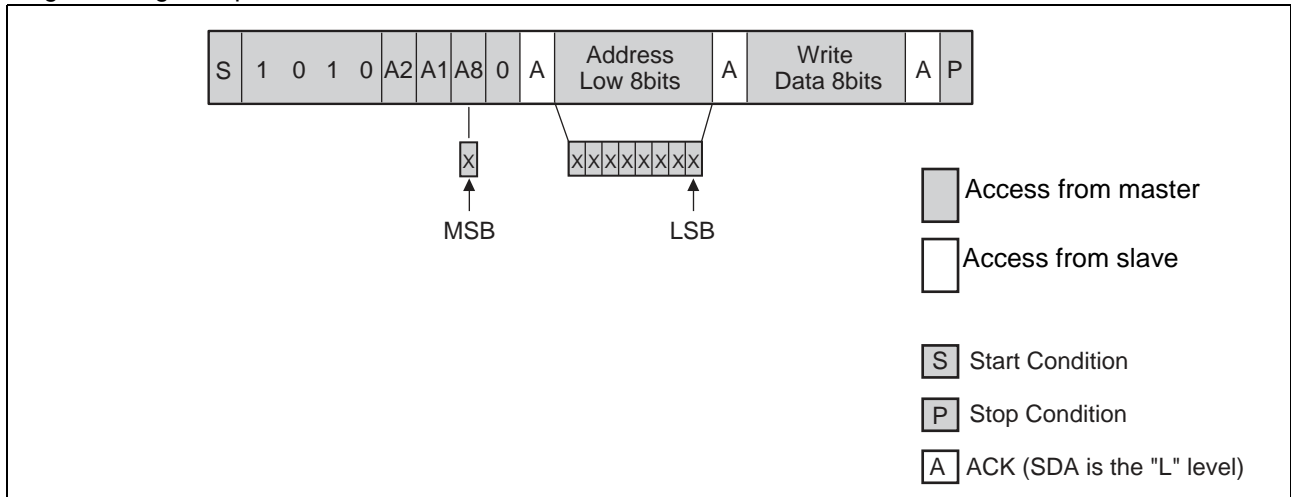 S 1 0 1 0 A2 A1 A8 0 A Address Low 8bits A Write Data 8bits A P
X XXXXXXXX
MSB LSB
Access from master
Access from slave
S Start Condition
P Stop Condition
A ACK (SDA is the "L" level)